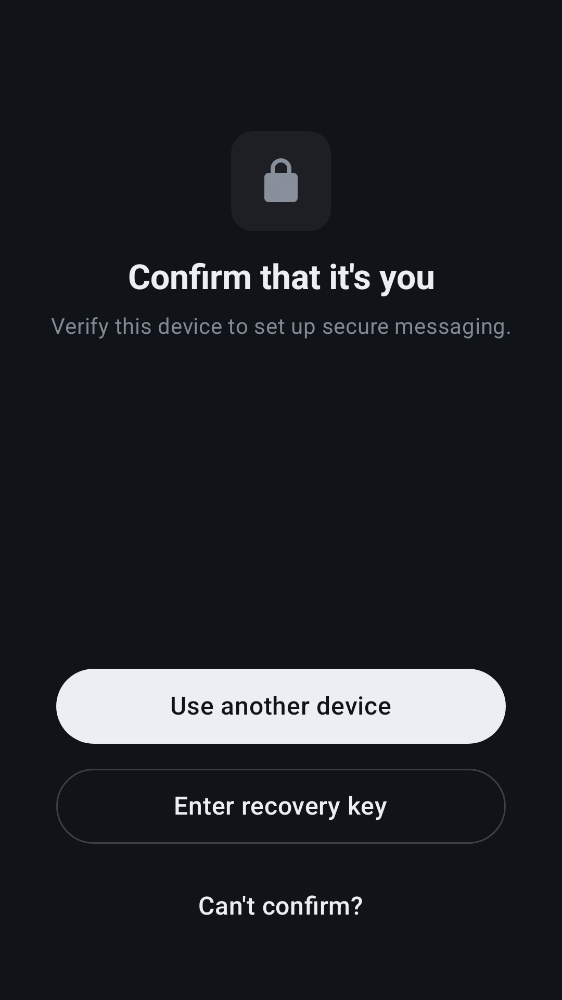 Confirm that it's you
Verify this device to set up secure messaging.
Use another device
Enter recovery key
Can't confirm?